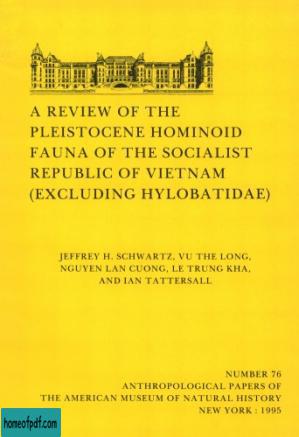 A REVIEW OF THE
PLEISTOCENE HOMINOID
FAUNA OF THE SOCIALIST
REPUBLIC OF VIETNAM
(EXCLUDING HYLOBATIDAE)
JEFFREY H. SCHWARTZ, VU THE LONG,
NGUYEN LAN CUONG, LE TRUNG KHA,
AND IAN TATTERSALL
NUMBER 76
ANTHROPOLOGICAL PAPERS OF
THE AMERICAN MUSEUM OF NATURAL HISTORY
NEW YORK : 1995
homeofpdf.com